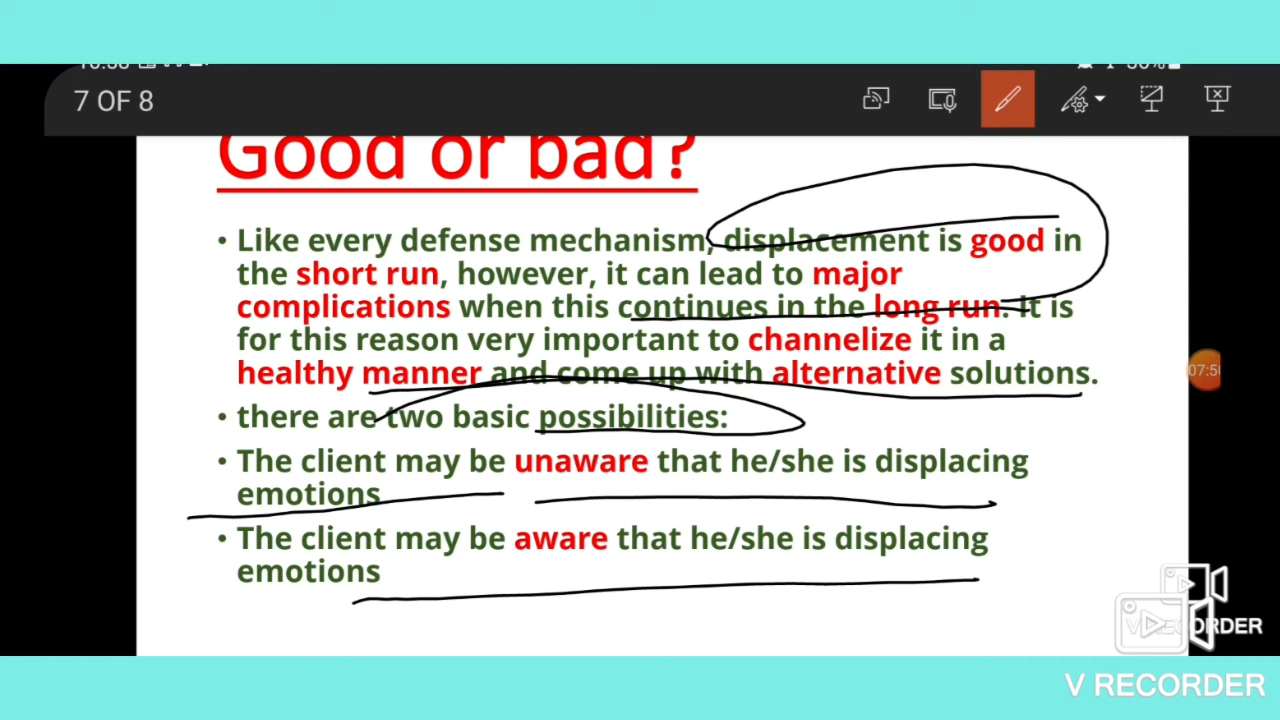 7 OF 8
Good or bad?
• Like every defense mechanism, displacement is good in
the short run, however, it can lead to major
complications when this continues in the long run. It is
for this reason very important to channelize it in a
healthy manner and come up with alternative solutions.
• there are two basic possibilities:
• The client may be unaware that he/she is displacing
emotions
• The client may be aware that he/she is displacing
emotions
V RECORDER